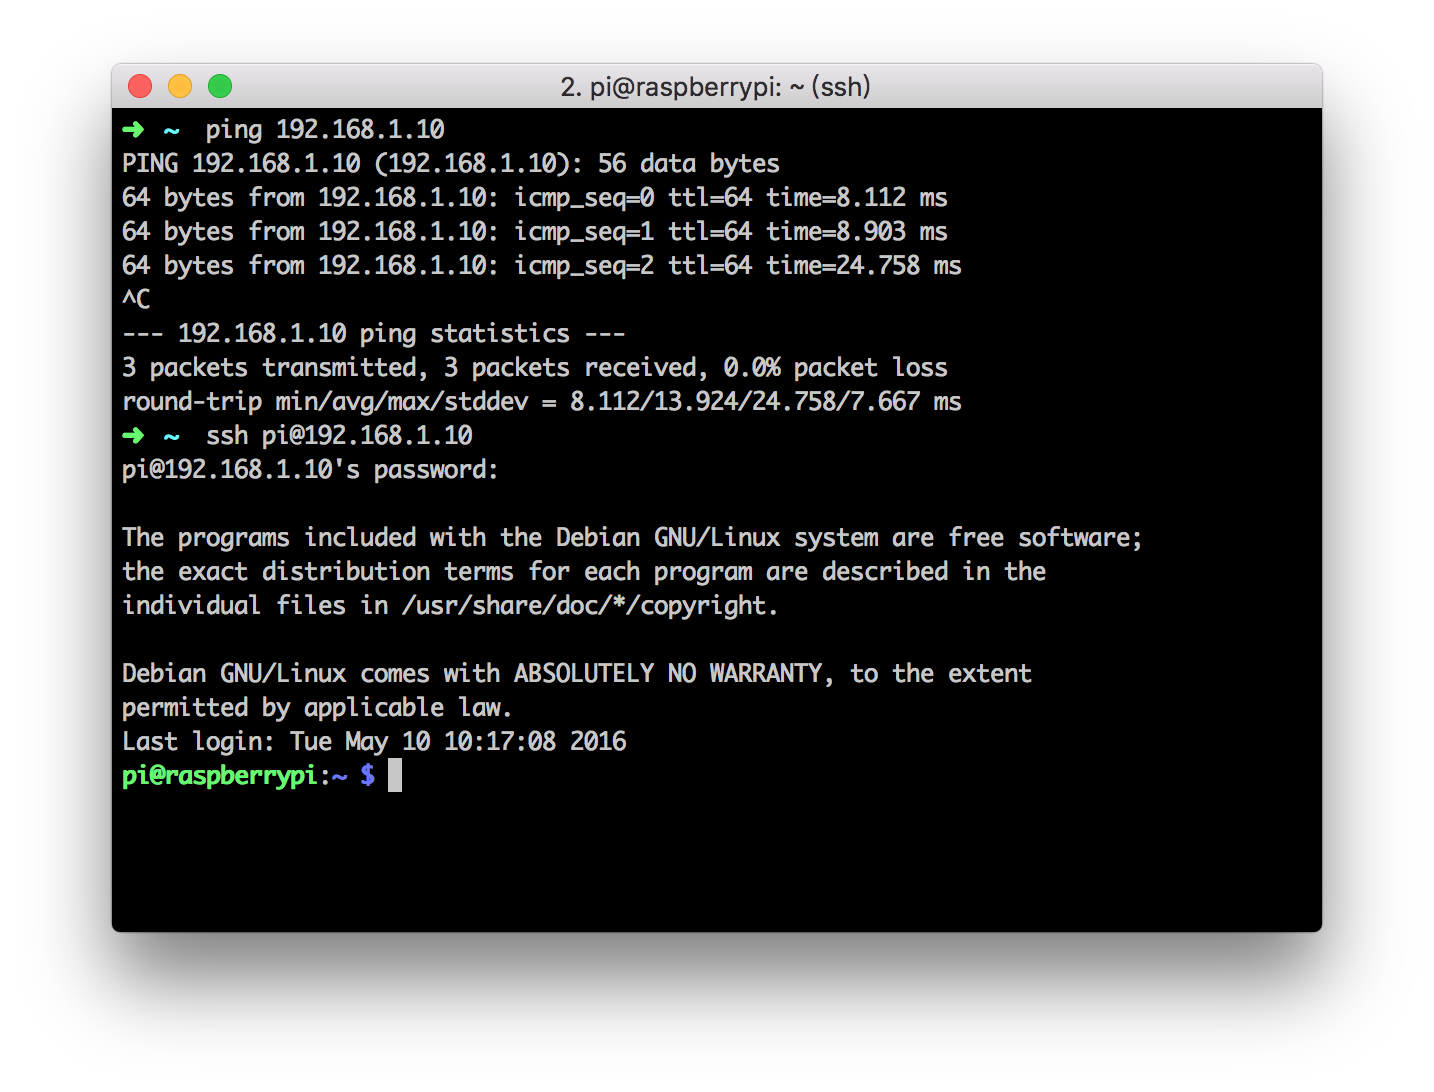 2. pi@raspberrypi: ~ (ssh)
➜ ~ ping 192.168.1.10
PING 192.168.1.10 (192.168.1.10): 56 data bytes
64 bytes from 192.168.1.10: icmp_seq=0 ttl=64 time=8.112 ms
64 bytes from 192.168.1.10: icmp_seq=1 ttl=64 time=8.903 ms
64 bytes from 192.168.1.10: icmp_seq=2 ttl=64 time=24.758 ms
^C
--- 192.168.1.10 ping statistics ---
3 packets transmitted, 3 packets received, 0.0% packet loss
round-trip min/avg/max/stddev = 8.112/13.924/24.758/7.667 ms
➜ ~ ssh pi@192.168.1.10
pi@192.168.1.10's password:
The programs included with the Debian GNU/Linux system are free software;
the exact distribution terms for each program are described in the
individual files in /usr/share/doc/*/copyright.
Debian GNU/Linux comes with ABSOLUTELY NO WARRANTY, to the extent
permitted by applicable law.
Last login: Tue May 10 10:17:08 2016
pi@raspberrypi:~ $